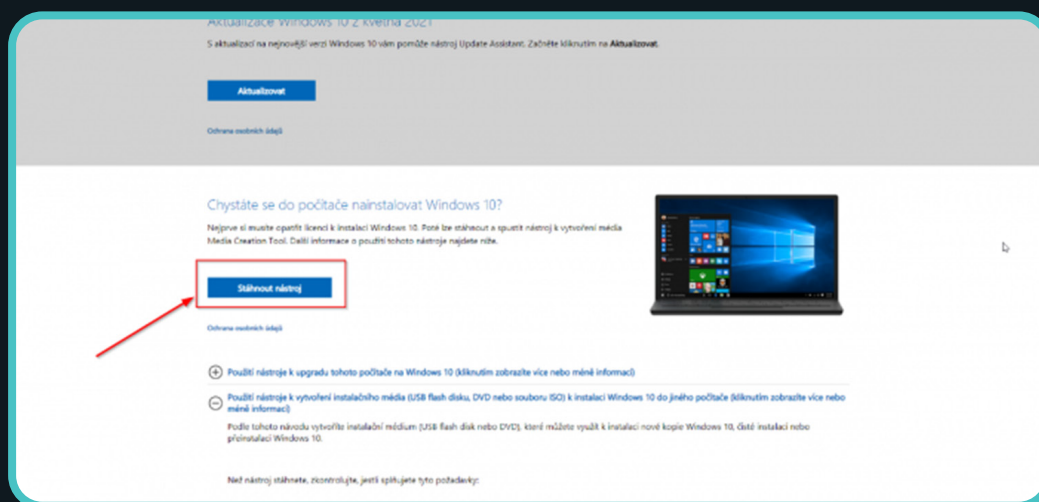 Aktualizace Windows 10 z května 2021
S aktualizací na nejnovější verzi Windows 10 vám pomůže nástroj Update Assistant. Začněte kliknutím na Aktualizovat.
Aktualizovat
Ochrana osobních údajů
Chystáte se do počítače nainstalovat Windows 10?
Nejprve si musíte opatřit licenci k instalaci Windows 10. Poté lze stáhnout a spustit nástroj k vytvoření média
Media Creation Tool. Další informace o použití tohoto nástroje najdete níže.
Stáhnout nástroj
Ochrana osobních údajů
Použití nástroje k upgradu tohoto počítače na Windows 10 (kliknutím zobrazíte více nebo méně informací)
Použití nástroje k vytvoření instalačního média (USB flash disku, DVD nebo souboru ISO) k instalaci Windows 10 do jiného počítače (kliknutím zobrazíte více nebo
méně informací)
Podle tohoto návodu vytvoříte instalační médium (USB flash disk nebo DVD), které můžete využít k instalaci nové kopie Windows 10, čisté instalaci nebo
přeinstalaci Windows 10.
Než nástroj stáhnete, zkontrolujte, jestli splňujete tyto požadavky: